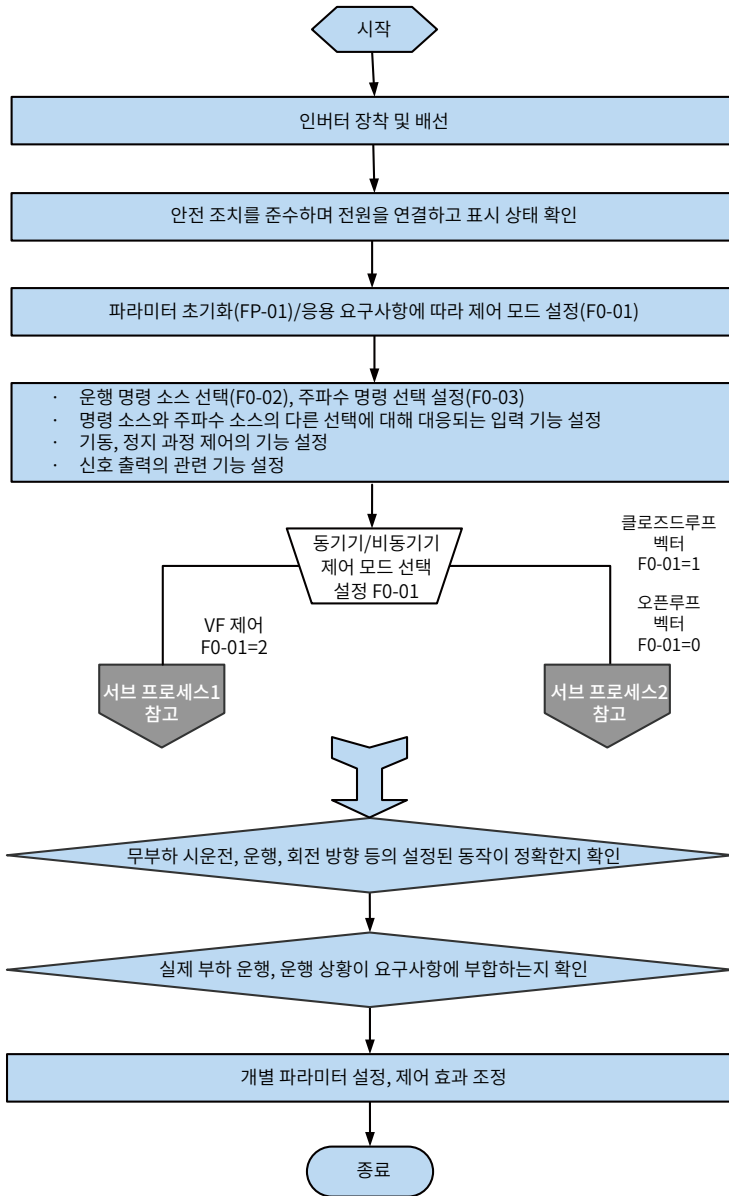 시작
인버터 장착 및 배선
안전 조치를 준수하며 전원을 연결하고 표시 상태 확인
파라미터 초기화(FP-01)/응용 요구사항에 따라 제어 모드 설정(F0-01)
· 운행 명령 소스 선택(F0-02), 주파수 명령 선택 설정(F0-03)
· 명령 소스와 주파수 소스의 다른 선택에 대해 대응되는 입력 기능 설정
· 기동, 정지 과정 제어의 기능 설정
· 신호 출력의 관련 기능 설정
동기기/비동기기
제어 모드 선택
설정 F0-01
VF 제어
F0-01=2
클로즈드루프
벡터
F0-01=1
오픈루프
벡터
F0-01=0
서브 프로세스1
참고
서브 프로세스2
참고
무부하 시운전, 운행, 회전 방향 등의 설정된 동작이 정확한지 확인
실제 부하 운행, 운행 상황이 요구사항에 부합하는지 확인
개별 파라미터 설정, 제어 효과 조정
종료